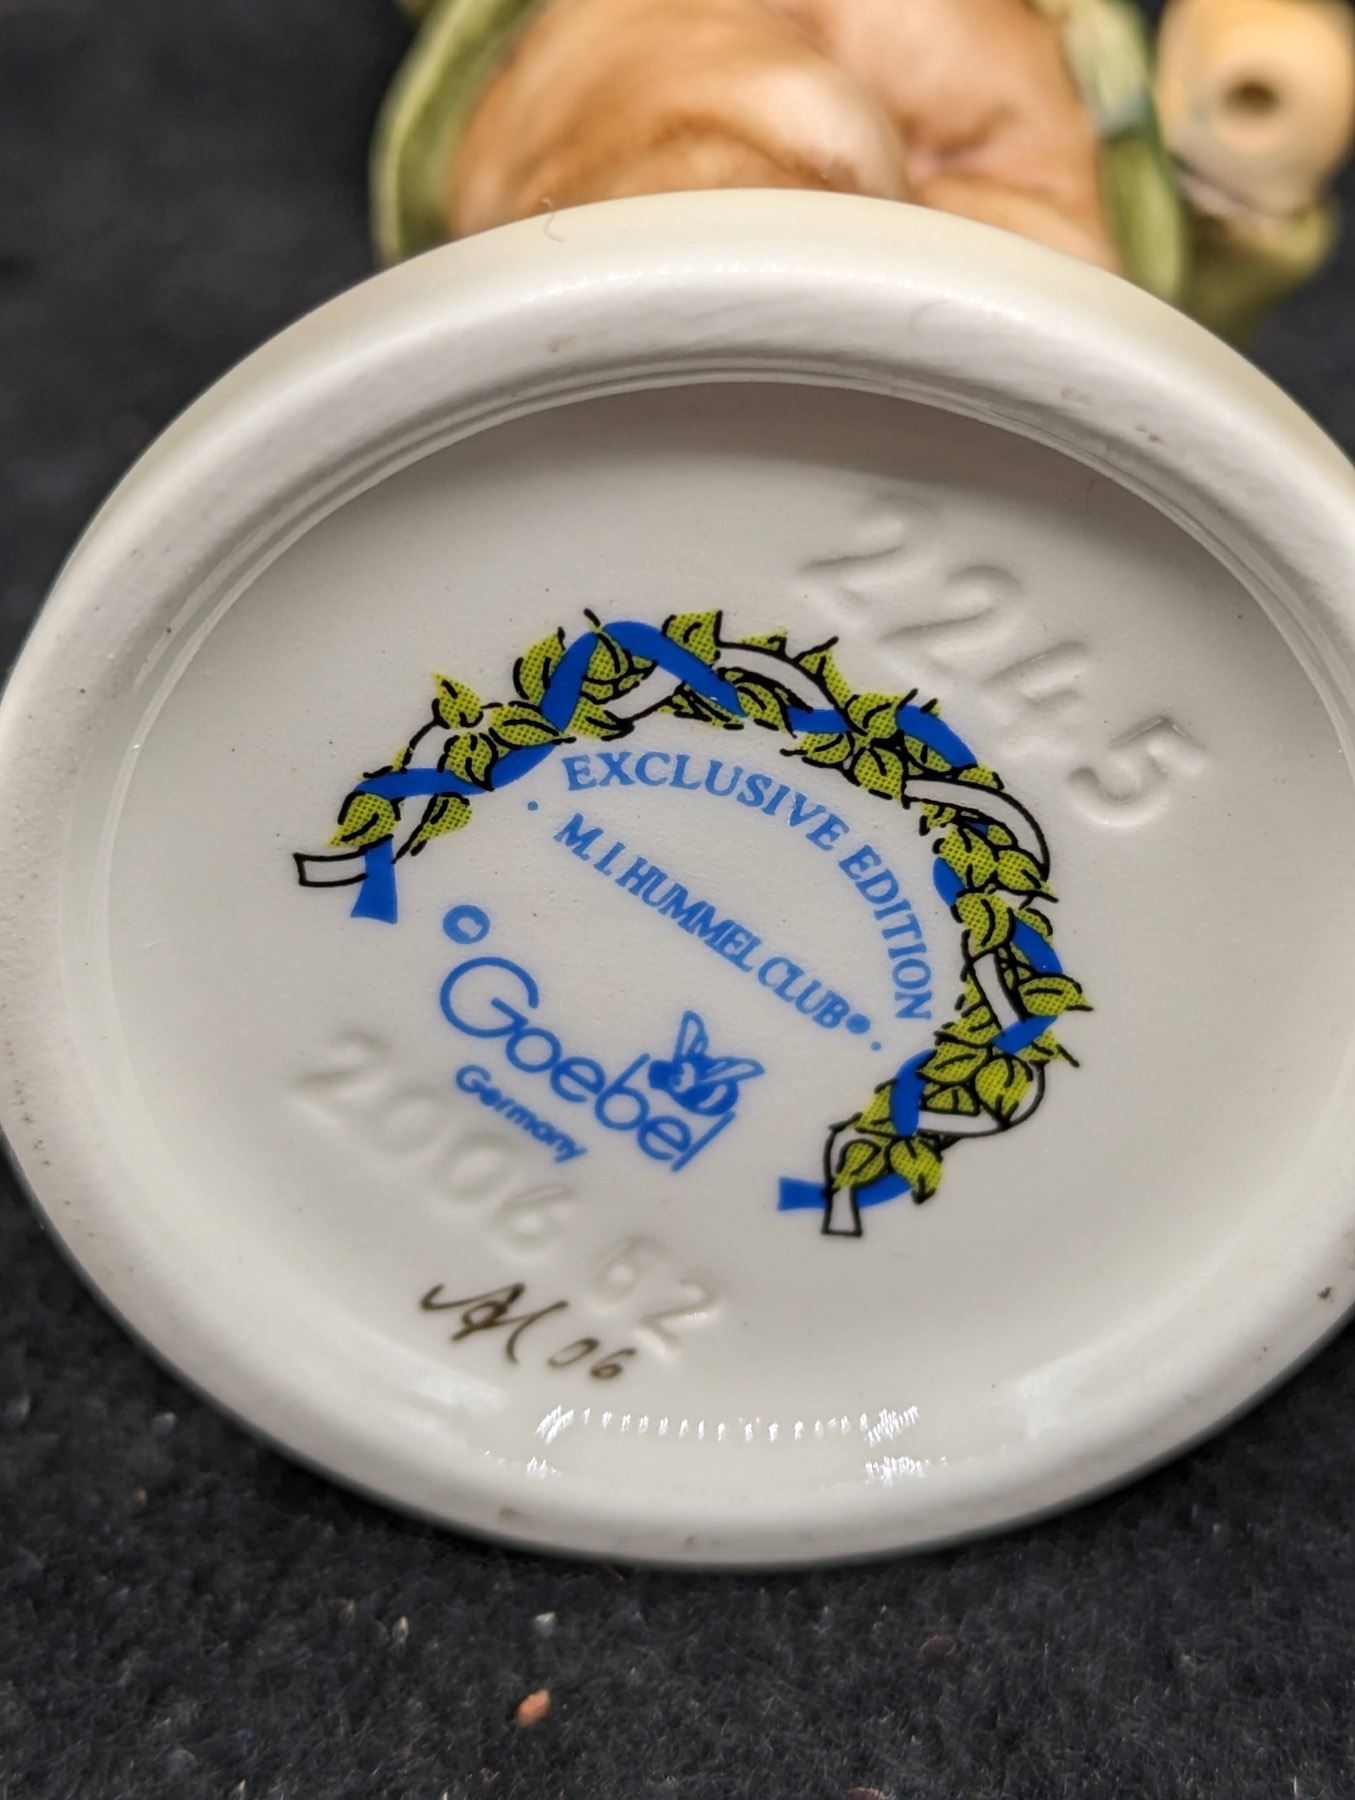 2245
EXCLUSIVE EDITION
· M.I. HUMMEL CLUB® ·
© Goebel
Germany
2006 62
06